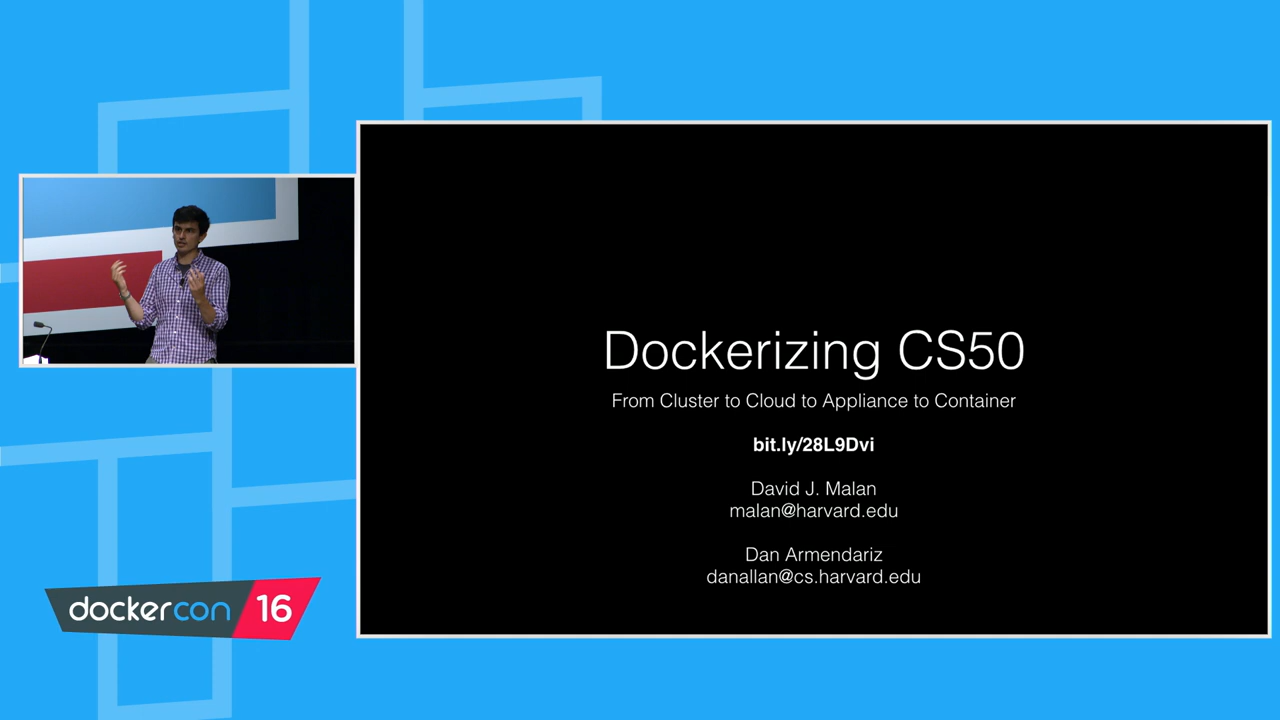 Dockerizing CS50
From Cluster to Cloud to Appliance to Container
bit.ly/28L9Dvi
David J. Malan
malan@harvard.edu
Dan Armendariz
danallan@cs.harvard.edu
dockercon 16